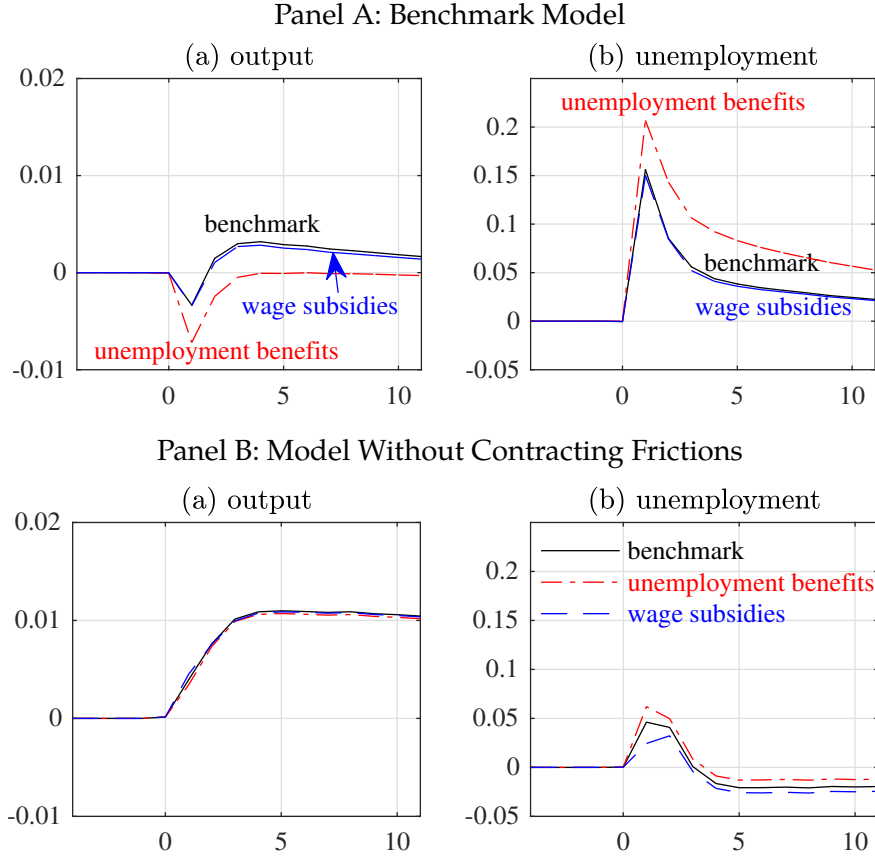 Panel A: Benchmark Model
(a) output
(b) unemployment
0.02
0.01
0
-0.01
0
5
10
benchmark
wage subsidies
unemployment benefits
0.2
0.15
0.1
0.05
0
-0.05
0
5
10
unemployment benefits
benchmark
wage subsidies
Panel B: Model Without Contracting Frictions
(a) output
(b) unemployment
0.02
0.01
0
-0.01
0
5
10
0.2
0.15
0.1
0.05
0
-0.05
0
5
10
benchmark
unemployment benefits
wage subsidies